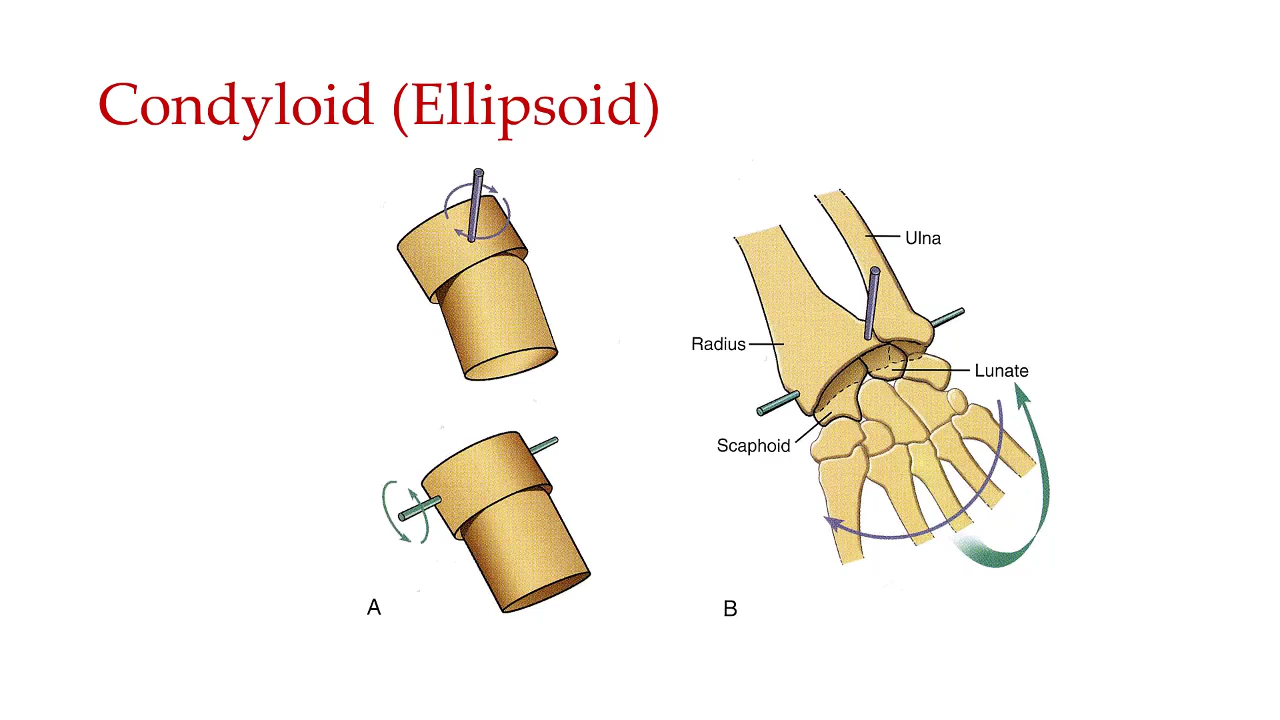 Condyloid (Ellipsoid)
Ulna
Radius
Lunate
Scaphoid
A
B